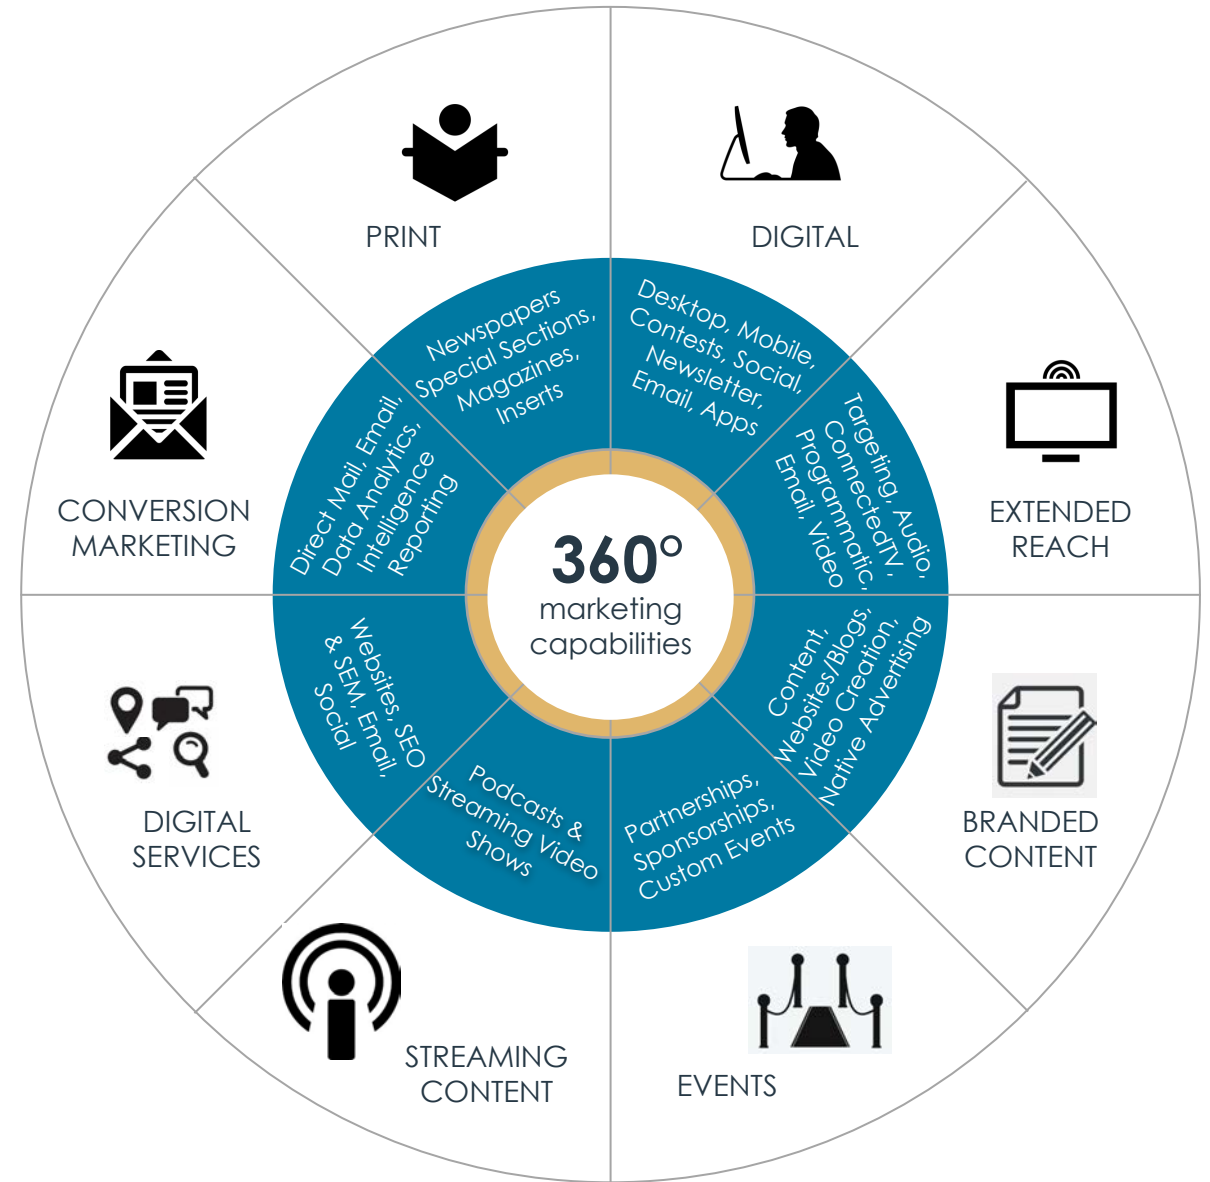 PRINT
Newspapers
Special Sections,
Magazines,
Inserts
DIGITAL
Desktop, Mobile,
Contests, Social,
Newsletter,
Email, Apps
EXTENDED
REACH
Targeting, Audio,
ConnectedTV,
Programmatic,
Email, Video
BRANDED
CONTENT
Content,
Websites/Blogs,
Video Creation,
Native Advertising
EVENTS
Partnerships,
Sponsorships,
Custom Events
STREAMING
CONTENT
Podcasts &
Streaming Video
Shows
DIGITAL
SERVICES
Websites, SEO
& SEM, Email,
Social
CONVERSION
MARKETING
Direct Mail, Email,
Data Analytics,
Intelligence
Reporting
360°
marketing
capabilities